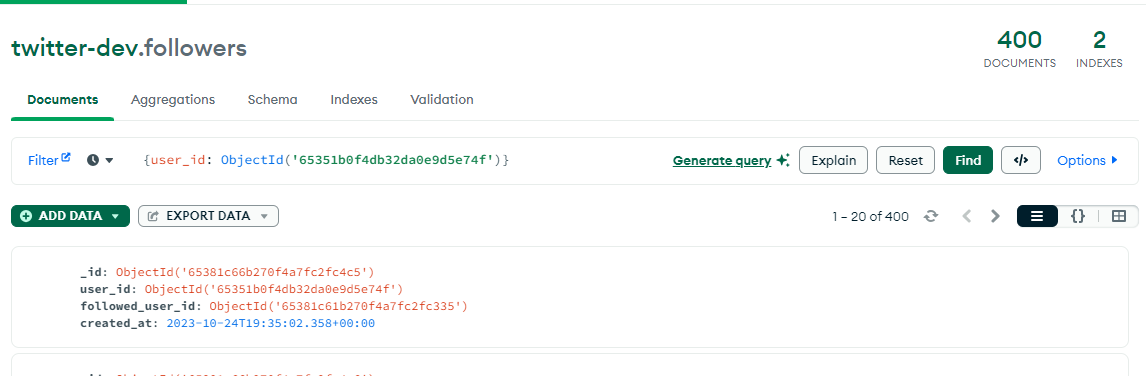 twitter-dev.followers
400
DOCUMENTS
2
INDEXES
Documents Aggregations Schema Indexes Validation
Filter {user_id: ObjectId('65351b0f4db32da0e9d5e74f')} Generate query Explain Reset Find </> Options
ADD DATA EXPORT DATA 1 – 20 of 400 {}
_id: ObjectId('65381c66b270f4a7fc2fc4c5')
user_id: ObjectId('65351b0f4db32da0e9d5e74f')
followed_user_id: ObjectId('65381c61b270f4a7fc2fc335')
created_at: 2023-10-24T19:35:02.358+00:00